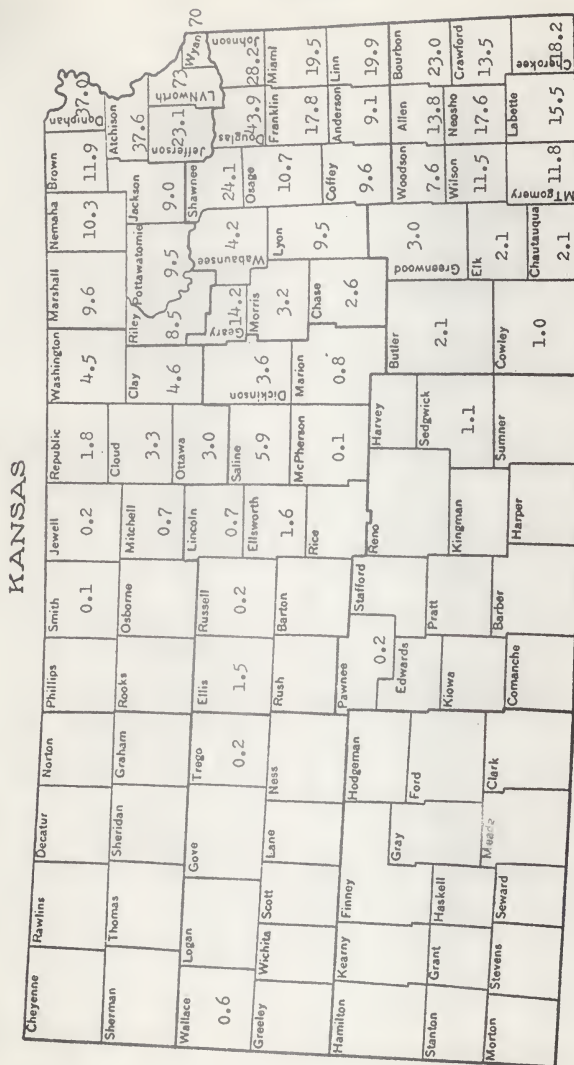 KANSAS
Cheyenne
Rawlins
Decatur
Norton
Phillips
Smith
0.1
Jewell
0.2
Republic
1.8
Washington
4.5
Marshall
9.6
Nemaha
10.3
Brown
11.9
Doniphan
37.0
Sherman
Thomas
Sheridan
Graham
Rooks
Osborne
Mitchell
0.7
Cloud
3.3
Clay
4.6
Riley
8.5
Pottawatomie
9.5
Jackson
9.0
Atchison
37.6
Jefferson
23.1
LVNworth
73
Wyan
70
Wallace
0.6
Logan
Gove
Trego
0.2
Ellis
1.5
Russell
0.2
Lincoln
0.7
Ottawa
3.0
Saline
5.9
Dickinson
3.6
Geary
14.2
Wabaunsee
4.2
Shawnee
24.1
Douglas
43.9
Johnson
28.2
Greeley
Wichita
Scott
Lane
Ness
Rush
Barton
Ellsworth
1.6
Rice
McPherson
0.1
Marion
0.8
Morris
3.2
Chase
2.6
Lyon
9.5
Osage
10.7
Franklin
17.8
Miami
19.5
Coffey
9.6
Anderson
9.1
Linn
19.9
Hamilton
Kearny
Finney
Hodgeman
Pawnee
0.2
Edwards
Stafford
Reno
Harvey
Butler
2.1
Greenwood
3.0
Woodson
7.6
Allen
13.8
Bourbon
23.0
Stanton
Grant
Haskell
Gray
Ford
Kiowa
Pratt
Kingman
Sedgwick
1.1
Elk
2.1
Wilson
11.5
Neosho
17.6
Crawford
13.5
Morton
Stevens
Seward
Meade
Clark
Comanche
Barber
Harper
Sumner
Cowley
1.0
Chautauqua
2.1
MTgomery
11.8
Labette
15.5
18.2